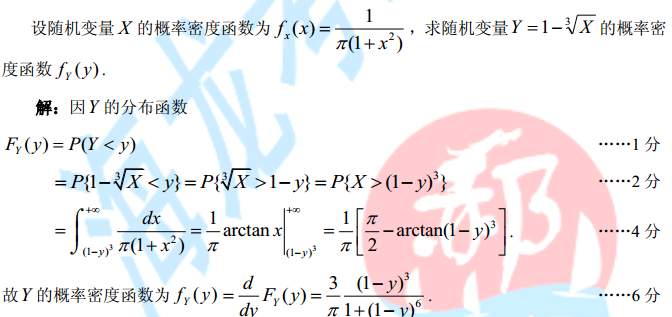 设随机变量 X 的概率密度函数为 $f_x(x)=\frac{1}{\pi(1+x^2)}$，求随机变量 $Y=1-\sqrt[3]{X}$ 的概率密
度函数 $f_Y(y)$.
解：因 Y 的分布函数
$F_Y(y)=P(Y<y)$ ……1 分
$=P\{1-\sqrt[3]{X}<y\}=P\{\sqrt[3]{X}>1-y\}=P\{X>(1-y)^3\}$ ……2 分
$=\int_{(1-y)^3}^{+\infty}\frac{dx}{\pi(1+x^2)}=\frac{1}{\pi}\arctan x\Big|_{(1-y)^3}^{+\infty}=\frac{1}{\pi}\left[\frac{\pi}{2}-\arctan(1-y)^3\right].$ ……4 分
故 Y 的概率密度函数为 $f_Y(y)=\frac{d}{dy}F_Y(y)=\frac{3}{\pi}\frac{(1-y)^3}{1+(1-y)^6}.$ ……6 分